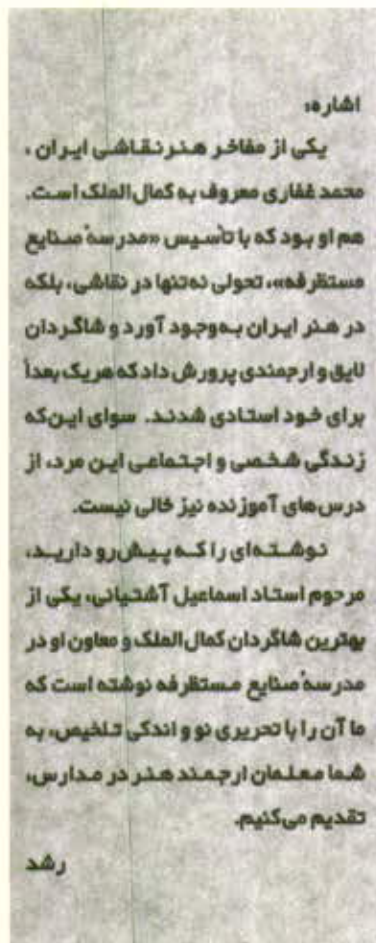 اشاره:
یکی از مفاخر هنر نقاشی ایران ،
محمد غفاری معروف به کمال‌الملک است.
هم او بود که با تأسیس «مدرسهٔ صنایع
مستظرفه»، تحولی نه‌تنها در نقاشی، بلکه
در هنر ایران به‌وجود آورد و شاگردان
لایق و ارجمندی پرورش داد که هر یک بعداً
برای خود استادی شدند. سوای این‌که
زندگی شخصی و اجتماعی این مرد، از
درس‌های آموزنده نیز خالی نیست.
نوشته‌ای را که پیش‌رو دارید،
مرحوم استاد اسماعیل آشتیانی، یکی از
بهترین شاگردان کمال‌الملک و معاون او در
مدرسهٔ صنایع مستظرفه نوشته است که
ما آن را با تحریری نو و اندکی تلخیص، به
شما معلمان ارجمند هنر در مدارس،
تقدیم می‌کنیم.
رشد